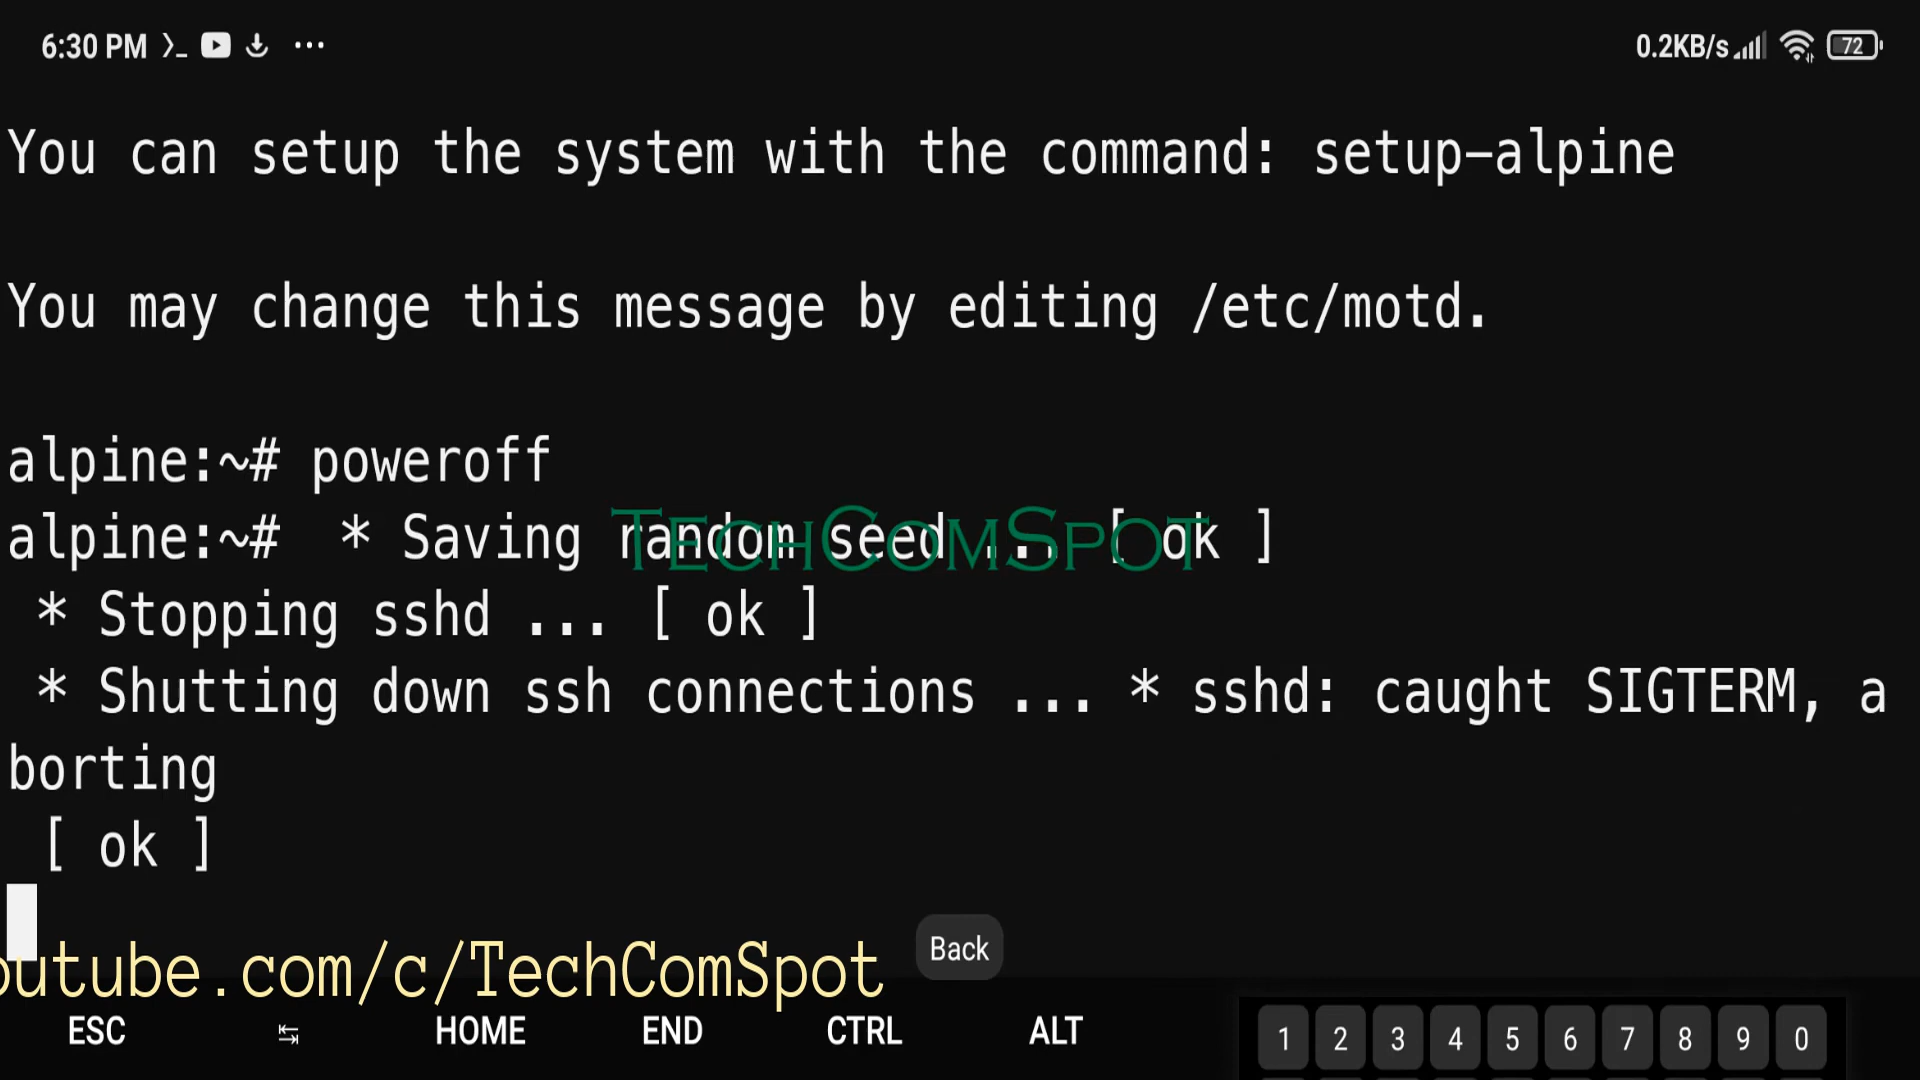 6:30 PM
0.2KB/s
72
You can setup the system with the command: setup-alpine
You may change this message by editing /etc/motd.
alpine:~# poweroff
alpine:~#  * Saving random seed ... [ ok ]
TechComSpot
 * Stopping sshd ... [ ok ]
 * Shutting down ssh connections ... * sshd: caught SIGTERM, a
borting
 [ ok ]
outube.com/c/TechComSpot
Back
ESC HOME END CTRL ALT
1 2 3 4 5 6 7 8 9 0